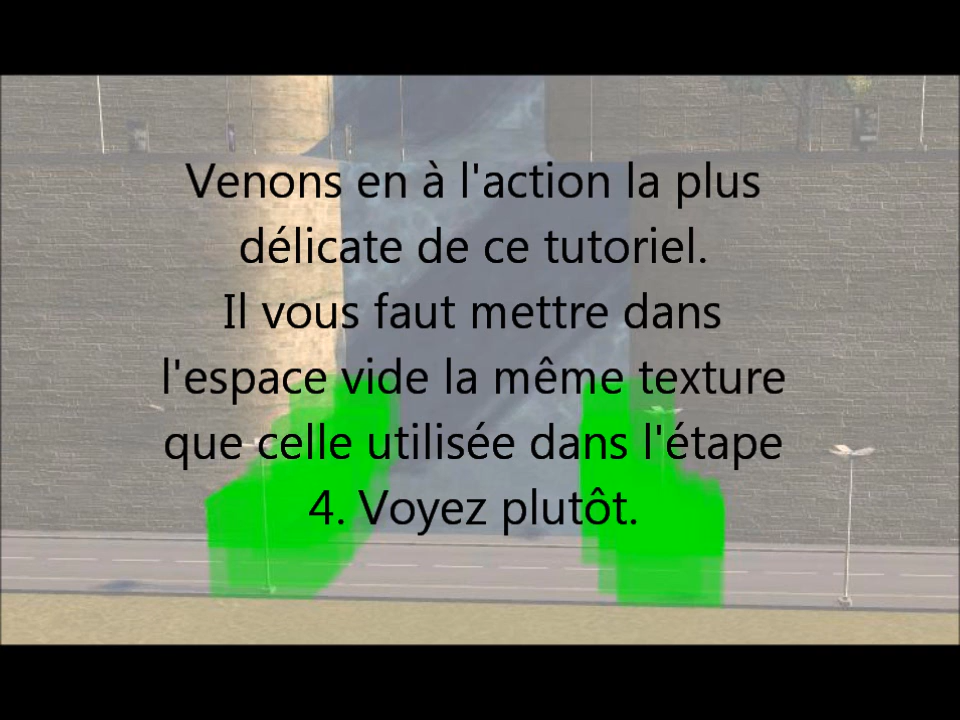 Venons en à l'action la plus
délicate de ce tutoriel.
Il vous faut mettre dans
l'espace vide la même texture
que celle utilisée dans l'étape
4. Voyez plutôt.